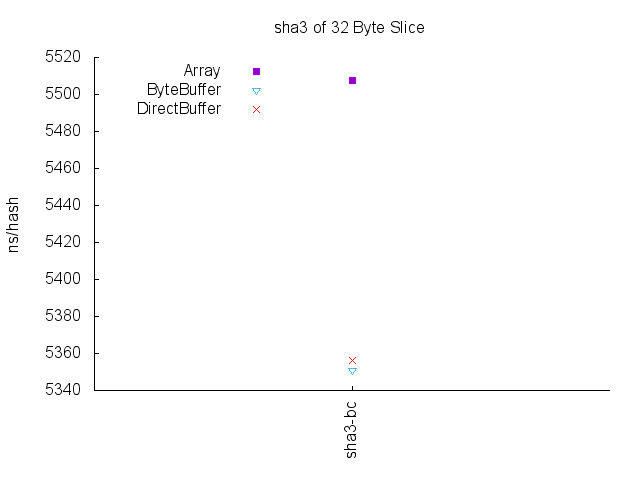 sha3 of 32 Byte Slice
5520
5500
5480
5460
5440
5420
5400
5380
5360
5340
ns/hash
Array
ByteBuffer
DirectBuffer
sha3-bc